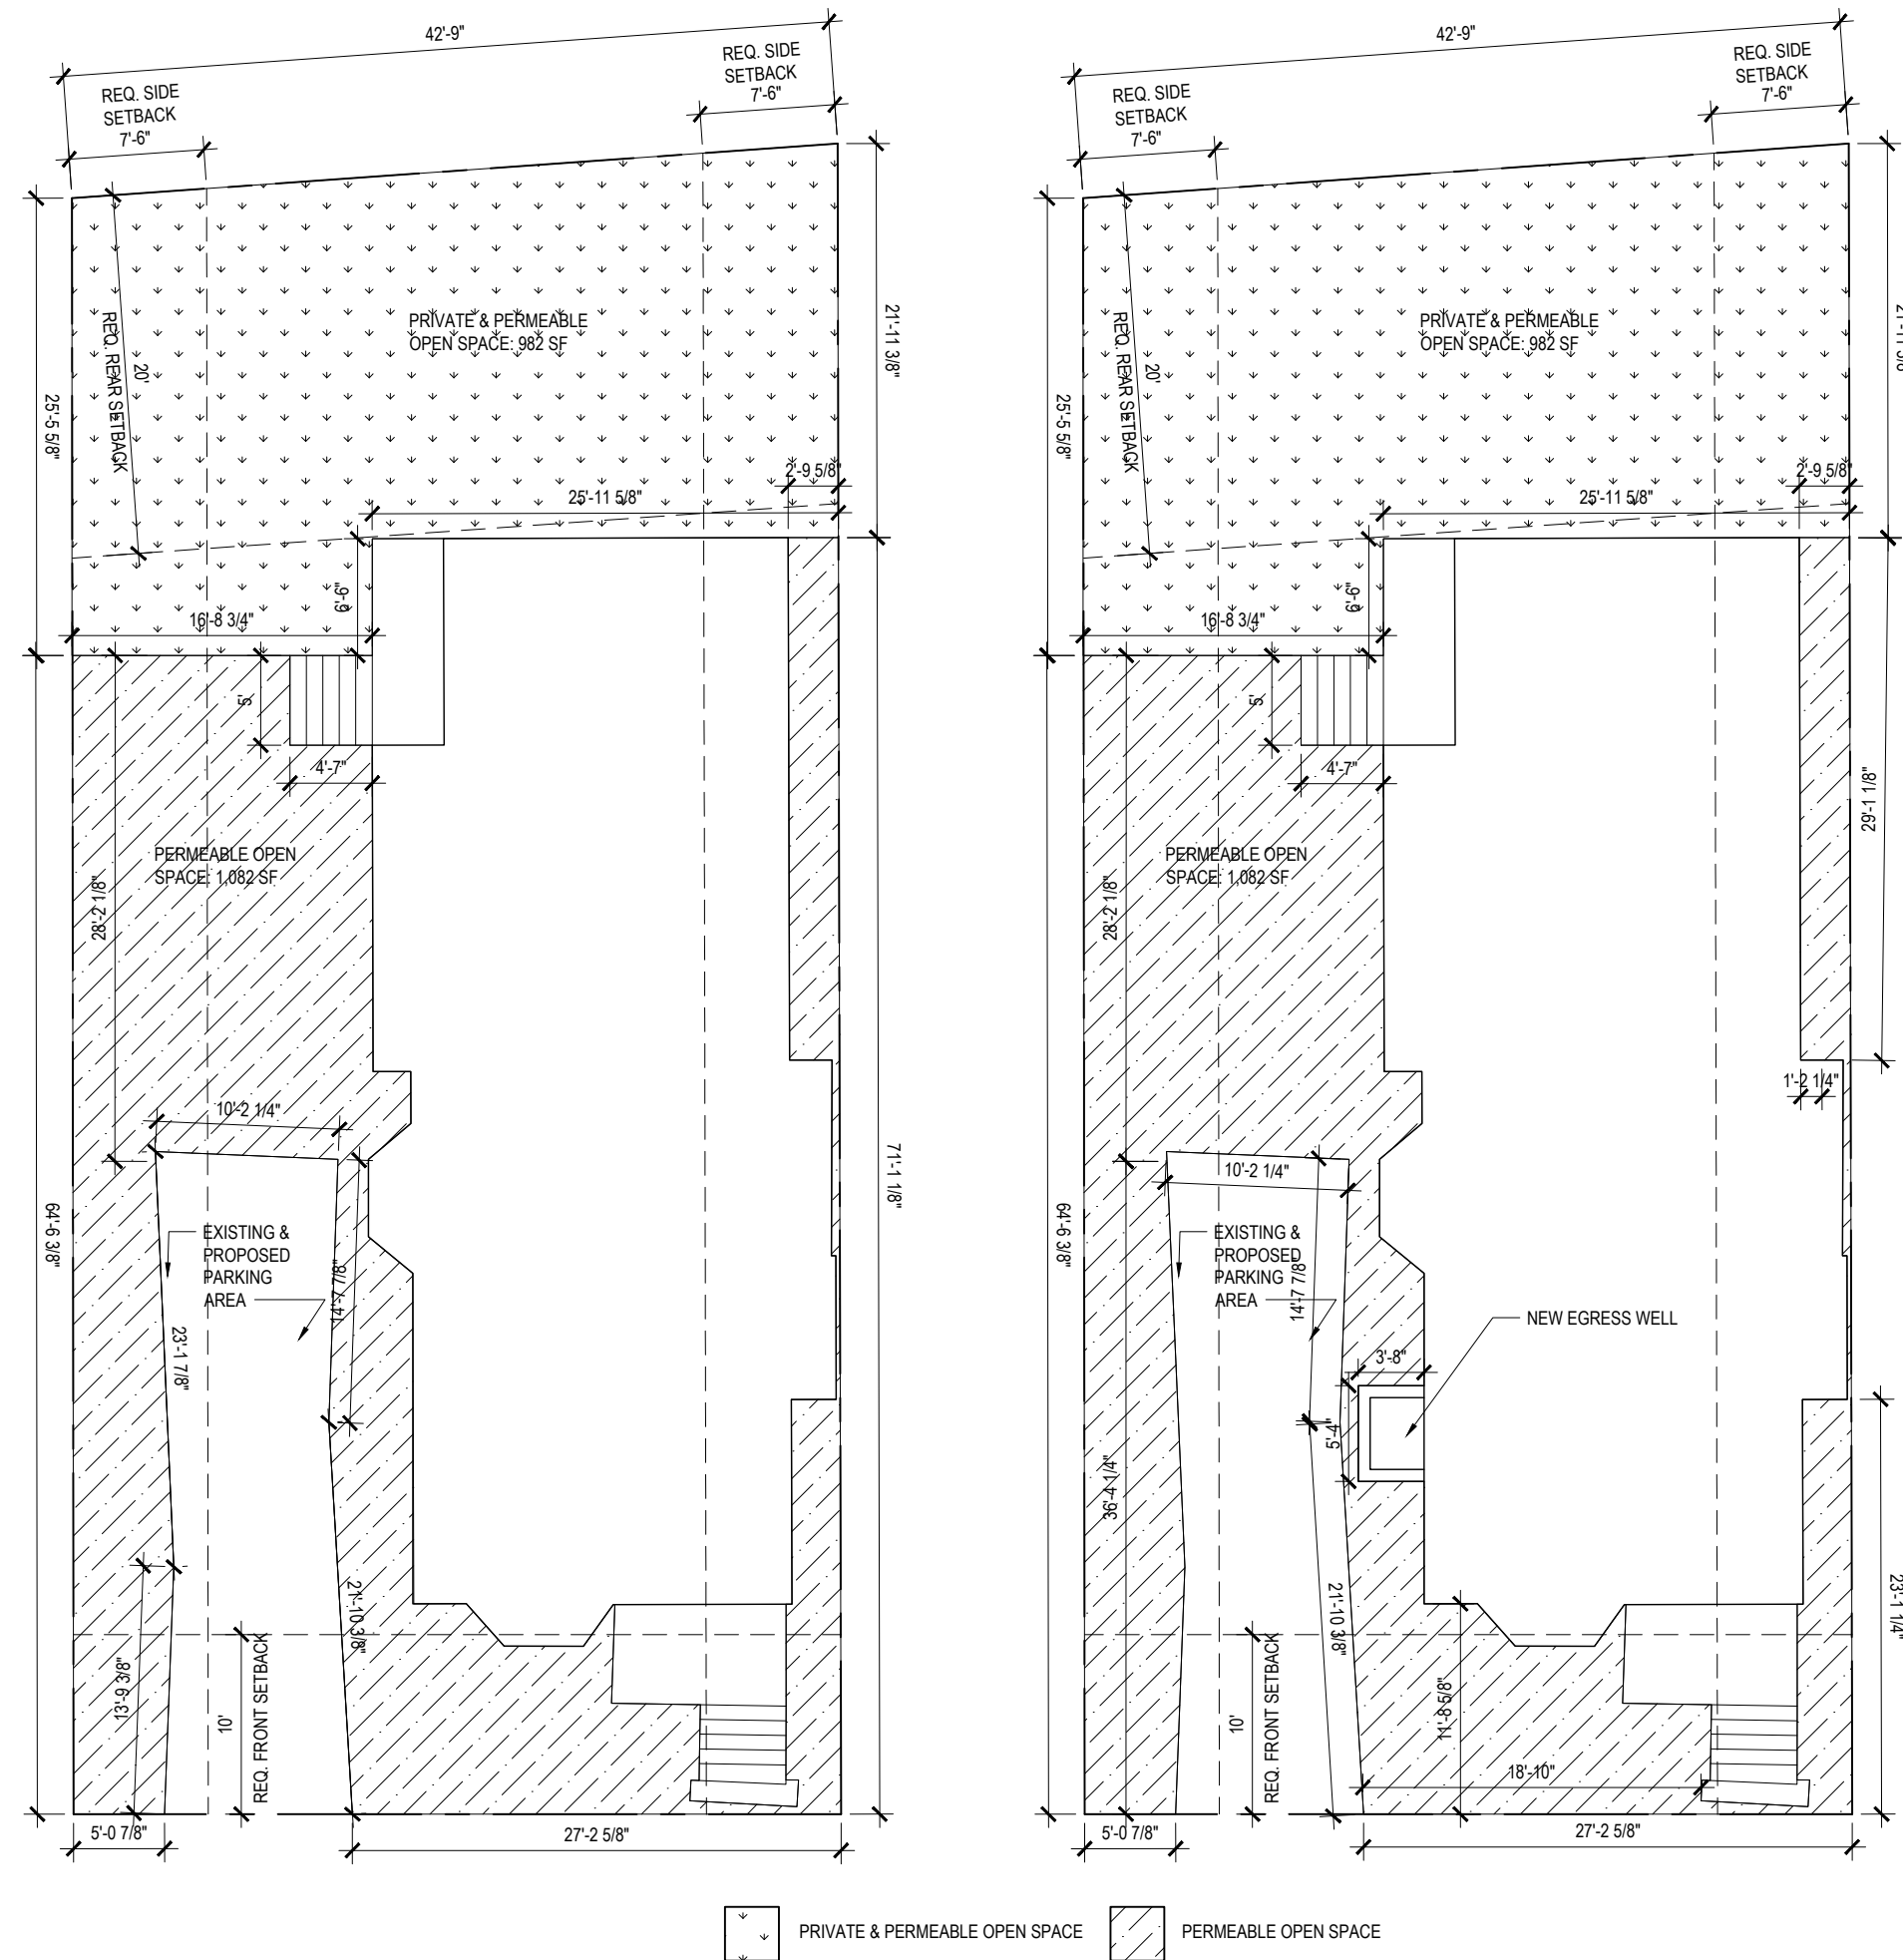 42'-9"
REQ. SIDE
SETBACK
7'-6"
REQ. SIDE
SETBACK
7'-6"
PRIVATE & PERMEABLE
OPEN SPACE: 982 SF
REQ. REAR SETBACK
20'
21'-11 3/8"
25'-5 5/8"
2'-9 5/8"
25'-11 5/8"
6'-6"
16'-8 3/4"
5'
4'-7"
PERMEABLE OPEN
SPACE: 1,082 SF
28'-2 1/8"
10'-2 1/4"
71'-1 1/8"
64'-6 3/8"
EXISTING &
PROPOSED
PARKING
AREA
14'-7 7/8"
23'-1 7/8"
21'-10 3/8"
13'-9 3/8"
10'
REQ. FRONT SETBACK
5'-0 7/8"
27'-2 5/8"
42'-9"
REQ. SIDE
SETBACK
7'-6"
REQ. SIDE
SETBACK
7'-6"
PRIVATE & PERMEABLE
OPEN SPACE: 982 SF
REQ. REAR SETBACK
20'
21'-11 3/8"
25'-5 5/8"
2'-9 5/8"
25'-11 5/8"
6'-6"
16'-8 3/4"
5'
4'-7"
29'-1 1/8"
PERMEABLE OPEN
SPACE: 1,082 SF
28'-2 1/8"
1'-2 1/4"
10'-2 1/4"
64'-6 3/8"
EXISTING &
PROPOSED
PARKING
AREA
14'-7 7/8"
NEW EGRESS WELL
3'-8"
5'-4"
36'-4 1/4"
21'-10 3/8"
23'-1 1/4"
10'
REQ. FRONT SETBACK
11'-8 5/8"
18'-10"
5'-0 7/8"
27'-2 5/8"
PRIVATE & PERMEABLE OPEN SPACE
PERMEABLE OPEN SPACE